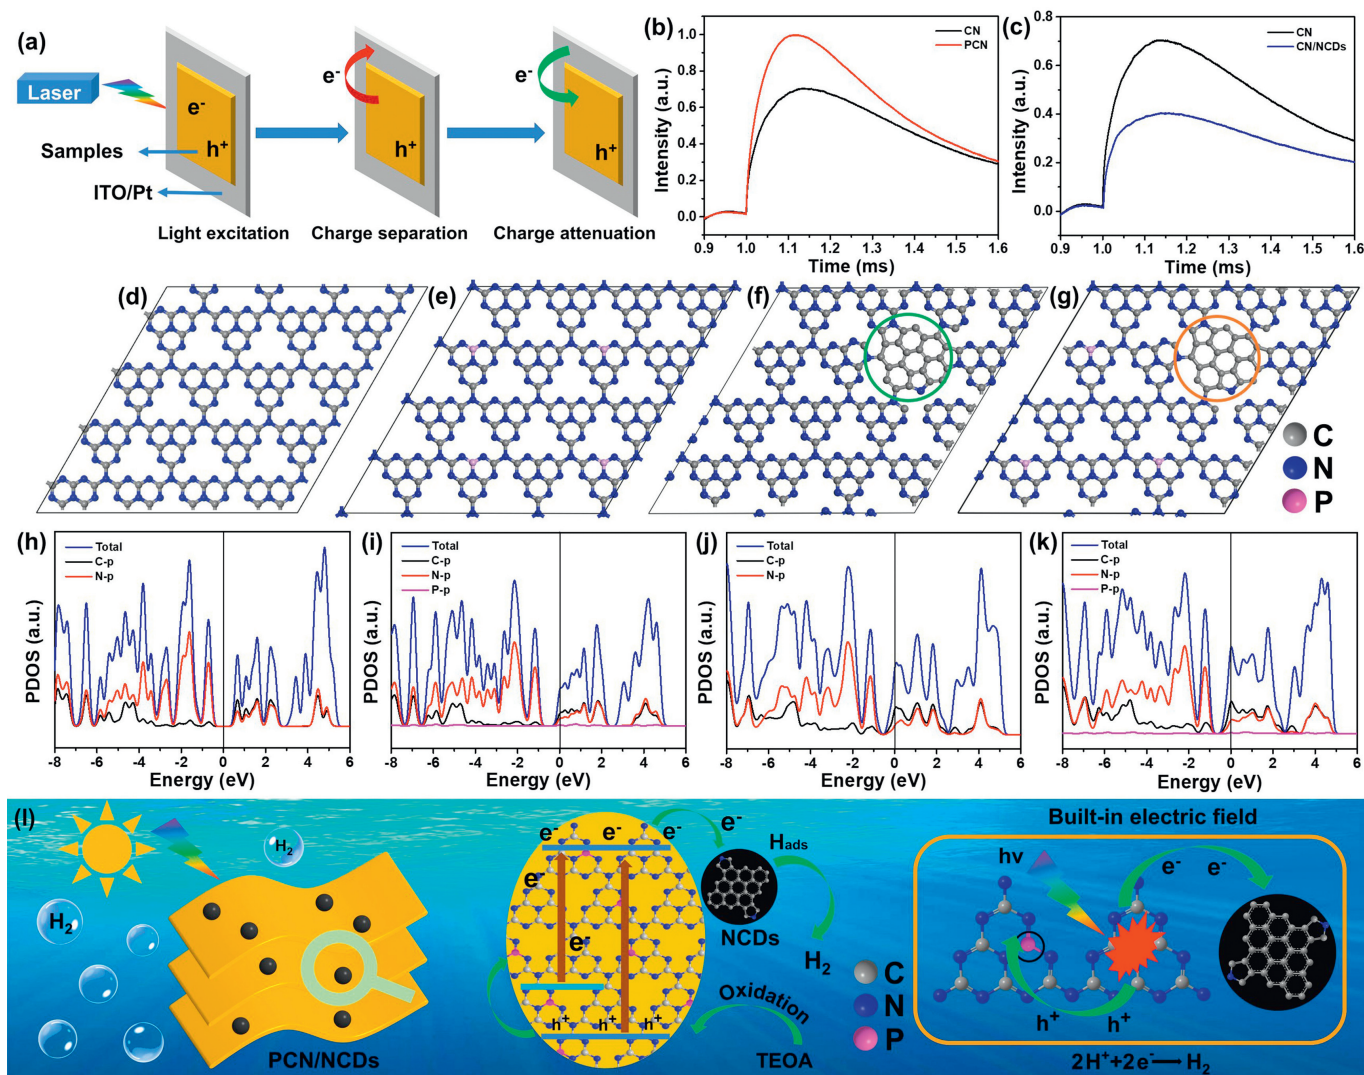 (a)
Laser
e-
h+
Samples
ITO/Pt
e-
h+
e-
h+
Light excitation
Charge separation
Charge attenuation
(b)
CN
PCN
Intensity (a.u.)
1.0
0.8
0.6
0.4
0.2
0.0
0.9 1.0 1.1 1.2 1.3 1.4 1.5 1.6
Time (ms)
(c)
CN
CN/NCDs
Intensity (a.u.)
0.8
0.6
0.4
0.2
0.0
0.9 1.0 1.1 1.2 1.3 1.4 1.5 1.6
Time (ms)
(d)
(e)
(f)
(g)
C
N
P
(h)
Total
C-p
N-p
PDOS (a.u.)
-8 -6 -4 -2 0 2 4 6
Energy (eV)
(i)
Total
C-p
N-p
P-p
PDOS (a.u.)
-8 -6 -4 -2 0 2 4 6
Energy (eV)
(j)
Total
C-p
N-p
PDOS (a.u.)
-8 -6 -4 -2 0 2 4 6
Energy (eV)
(k)
Total
C-p
N-p
P-p
PDOS (a.u.)
-8 -6 -4 -2 0 2 4 6
Energy (eV)
(l)
H2
H2
PCN/NCDs
e- e- e-
e-
e-
e-
h+ h+ h+
Hads
NCDs
H2
Oxidation
TEOA
C
N
P
Built-in electric field
hv
e- e-
h+ h+
2H++2e-→H2